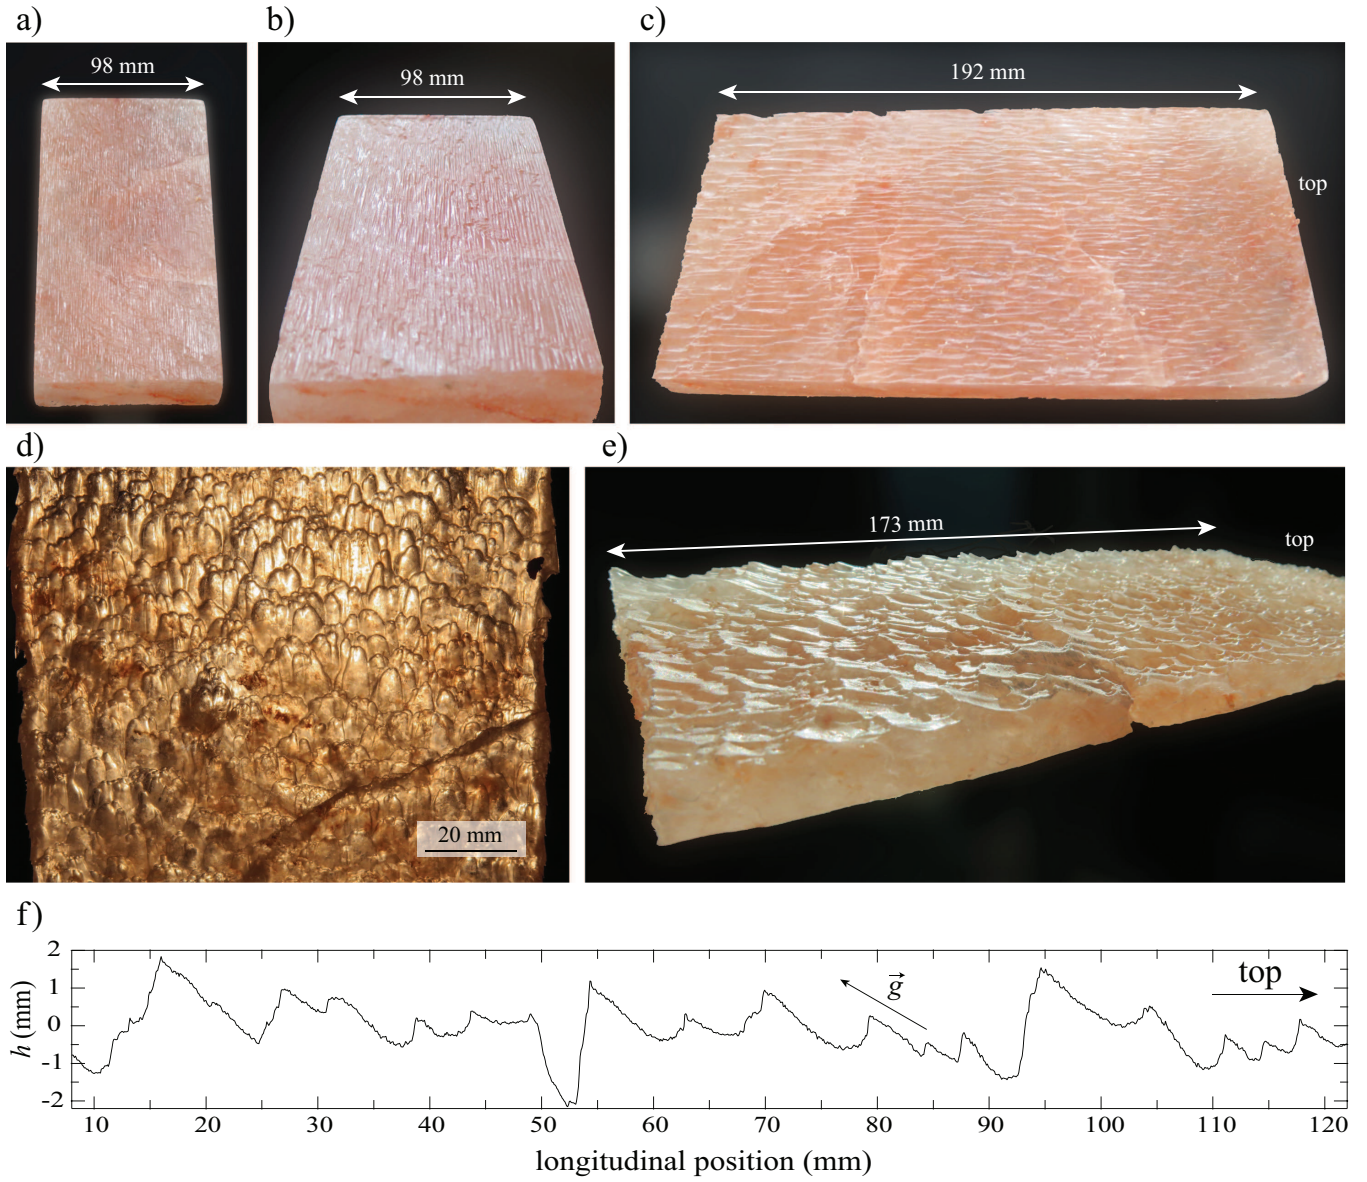 a)
b)
c)
98 mm
98 mm
192 mm
top
d)
e)
173 mm
top
20 mm
f)
h (mm)
2
1
0
-1
-2
g
top
10
20
30
40
50
60
70
80
90
100
110
120
longitudinal position (mm)